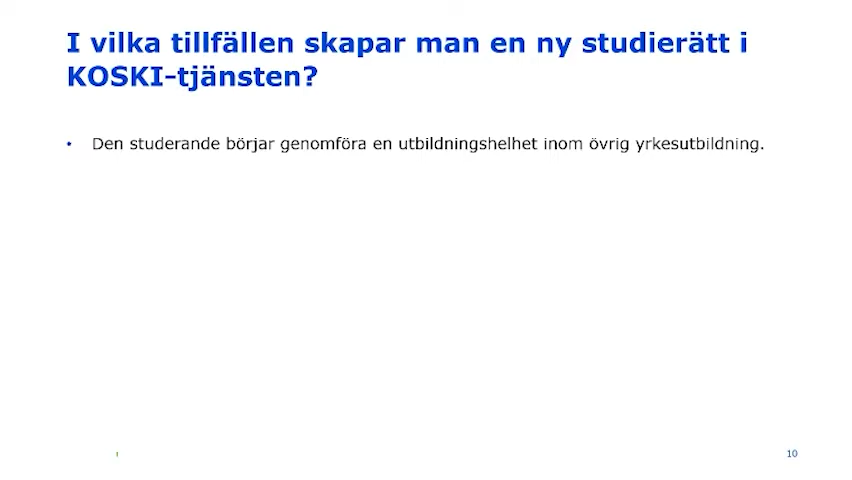 I vilka tillfällen skapar man en ny studierätt i
KOSKI-tjänsten?
• Den studerande börjar genomföra en utbildningshelhet inom övrig yrkesutbildning.
10